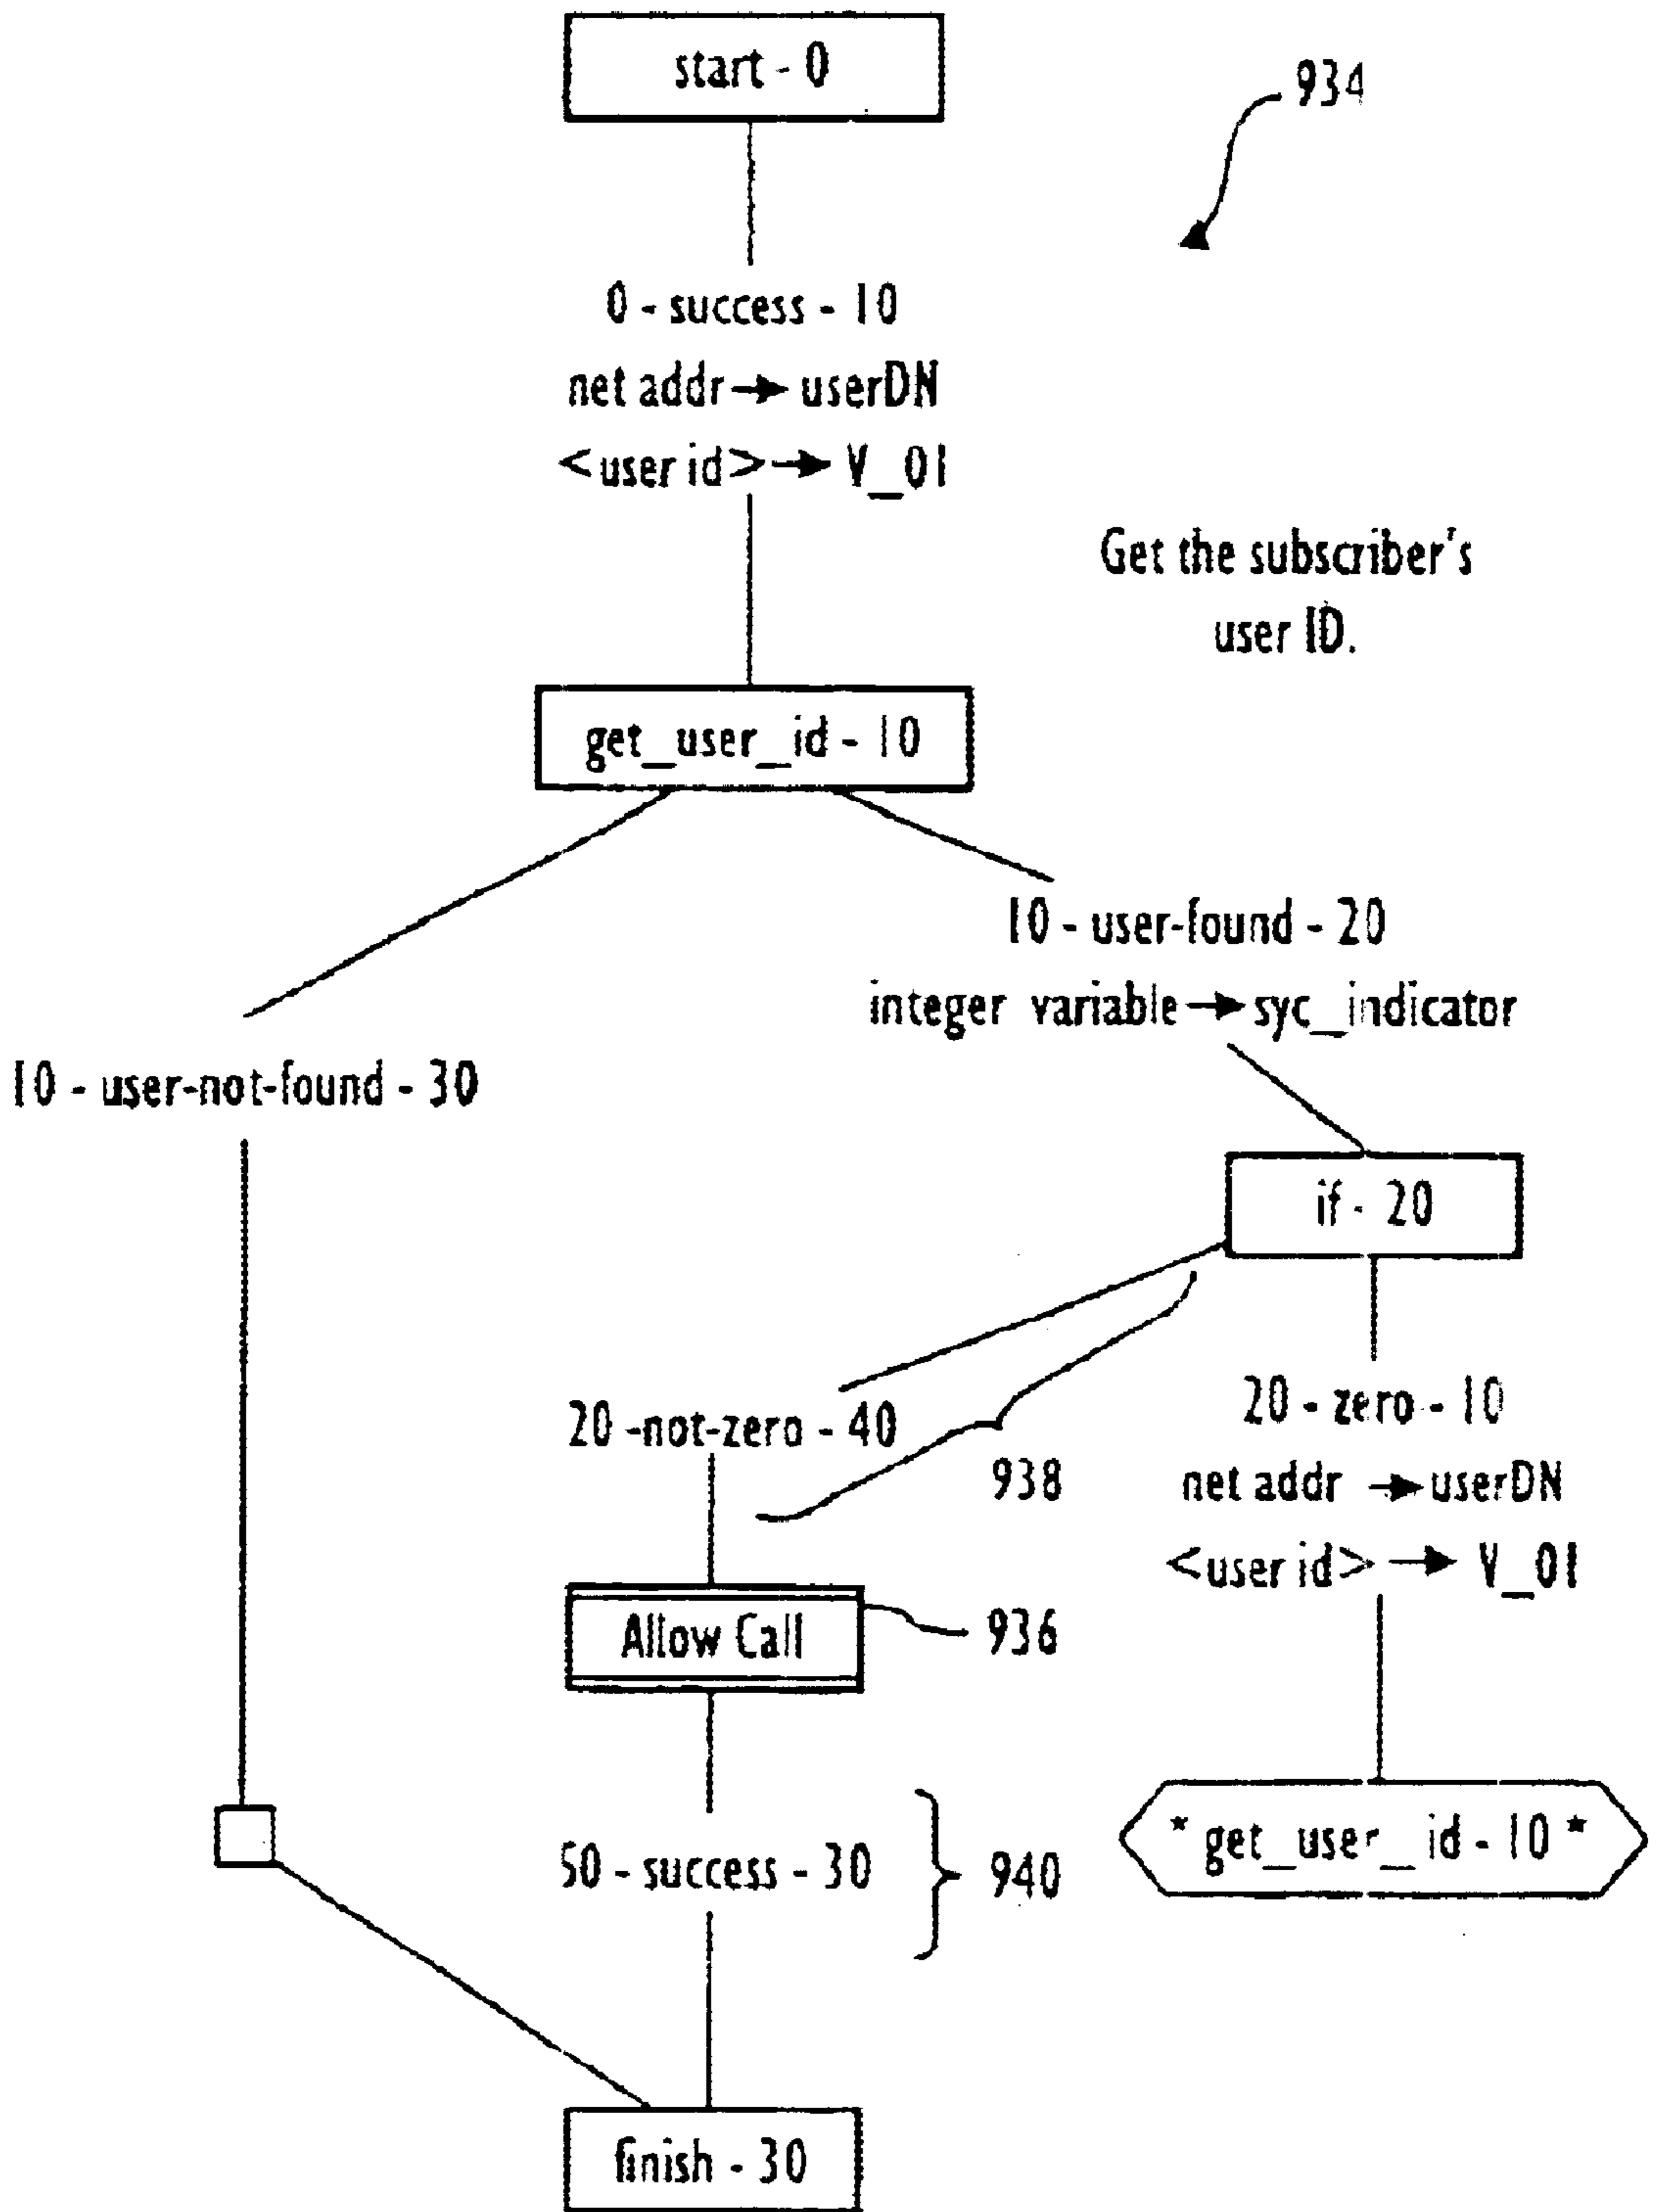 start - 0
934
0 - success - 10
net addr → userDN
<user id> → V_01
Get the subscriber's
user ID.
get_user_id - 10
10 - user-found - 20
integer variable → syc_indicator
10 - user-not-found - 30
if - 20
20 -not-zero - 40
938
20 - zero - 10
net addr → userDN
<user id> → V_01
Allow Call
936
* get_user_id - 10 *
50 - success - 30
940
finish - 30